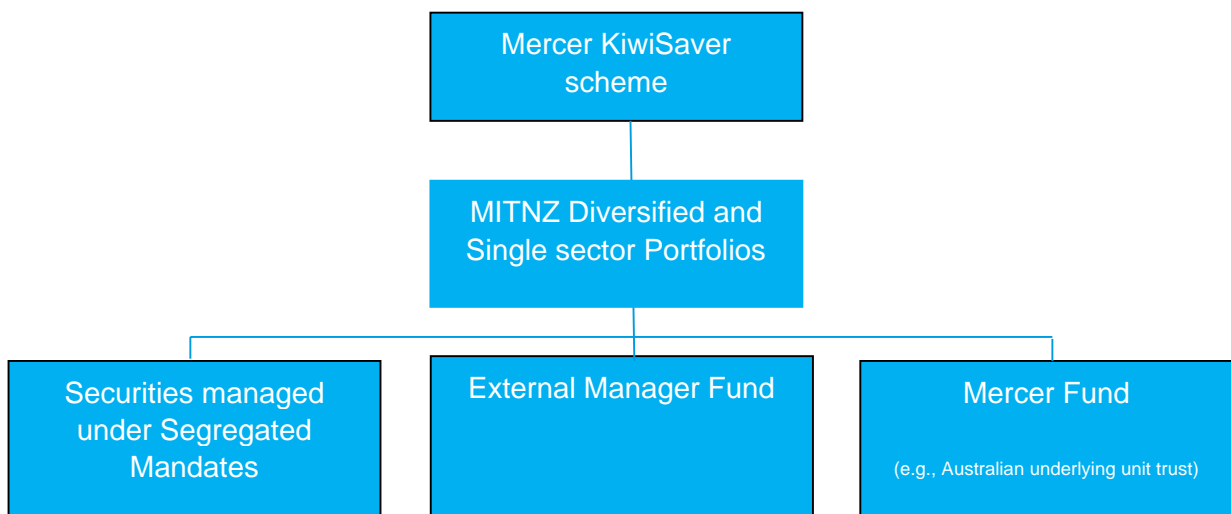 Mercer KiwiSaver
scheme
MITNZ Diversified and
Single sector Portfolios
Securities managed
under Segregated
Mandates
External Manager Fund
Mercer Fund
(e.g., Australian underlying unit trust)